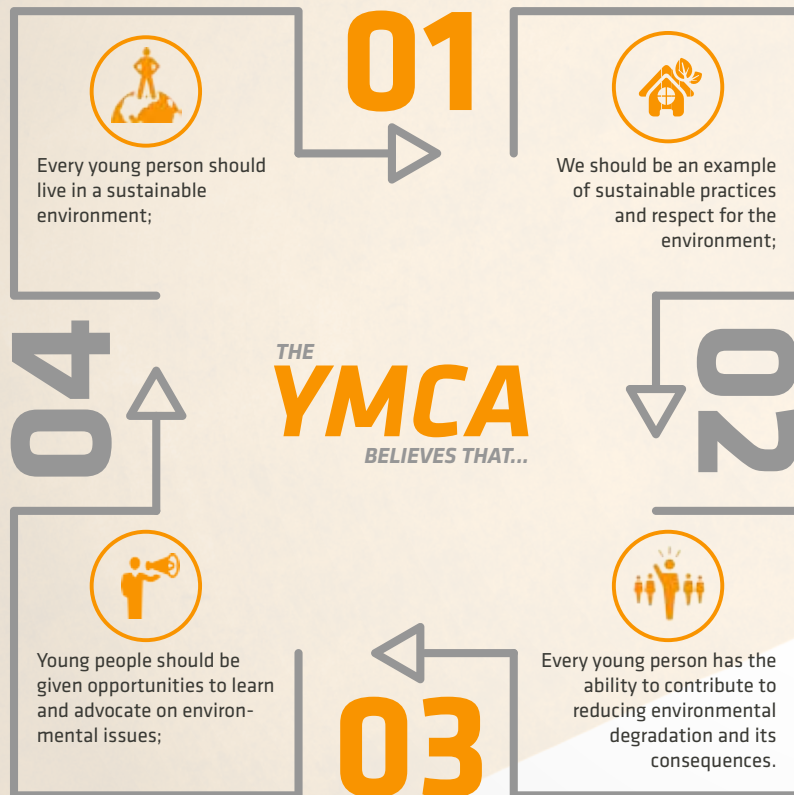 01
Every young person should
live in a sustainable
environment;
We should be an example
of sustainable practices
and respect for the
environment;
04
THE
YMCA
BELIEVES THAT...
02
Young people should be
given opportunities to learn
and advocate on environ-
mental issues;
Every young person has the
ability to contribute to
reducing environmental
degradation and its
consequences.
03